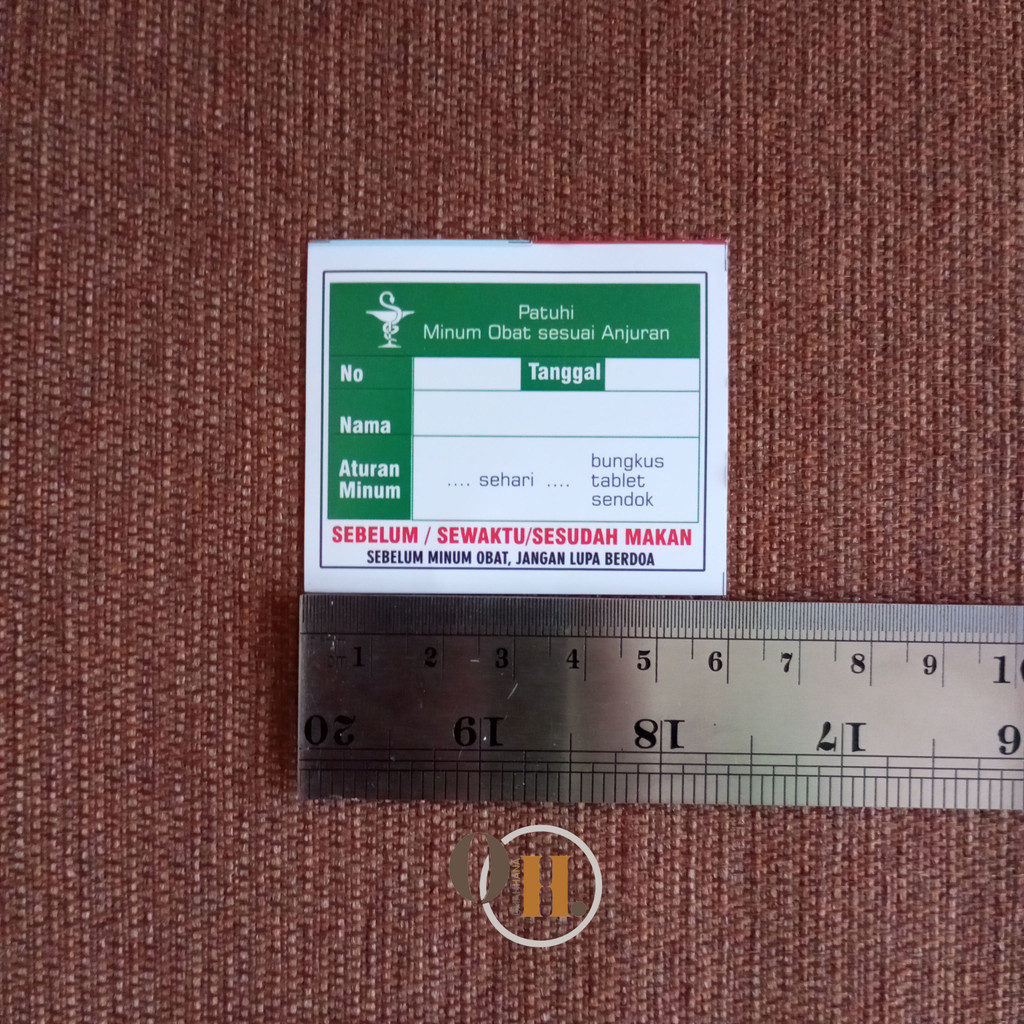 Patuhi
Minum Obat sesuai Anjuran
No Tanggal
Nama
Aturan Minum
.... sehari .... bungkus
tablet
sendok
SEBELUM / SEWAKTU/SESUDAH MAKAN
SEBELUM MINUM OBAT, JANGAN LUPA BERDOA
cm 1 2 3 4 5 6 7 8 9 10
20 19 18 17 16
OH.